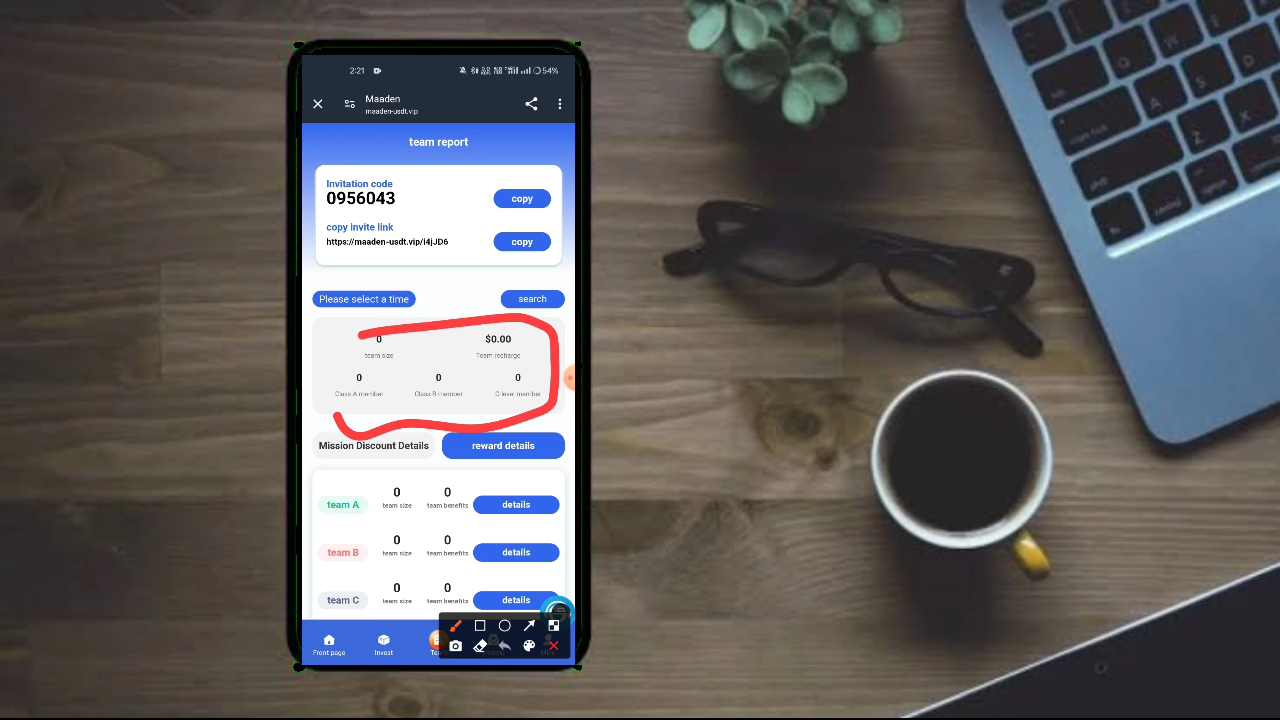 2:21
54%
Maaden
maaden-usdt.vip
team report
Invitation code
0956043
copy
copy invite link
https://maaden-usdt.vip/i4jJD6
copy
Please select a time
search
0
$0.00
team size
Team recharge
0
0
0
Class A member
Class B member
C-level member
Mission Discount Details
reward details
team A
0
0
team size
team benefits
details
team B
0
0
team size
team benefits
details
team C
0
0
team size
team benefits
details
Front page
Invest